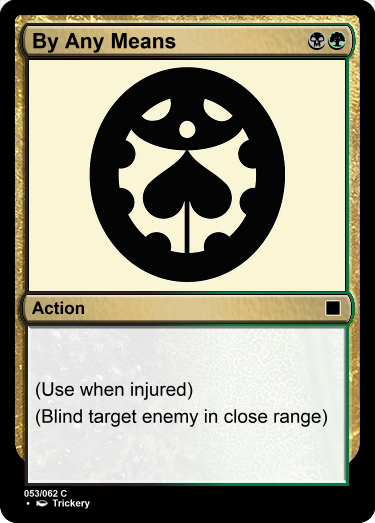 By Any Means
Action
(Use when injured)
(Blind target enemy in close range)
053/062 C
• Trickery